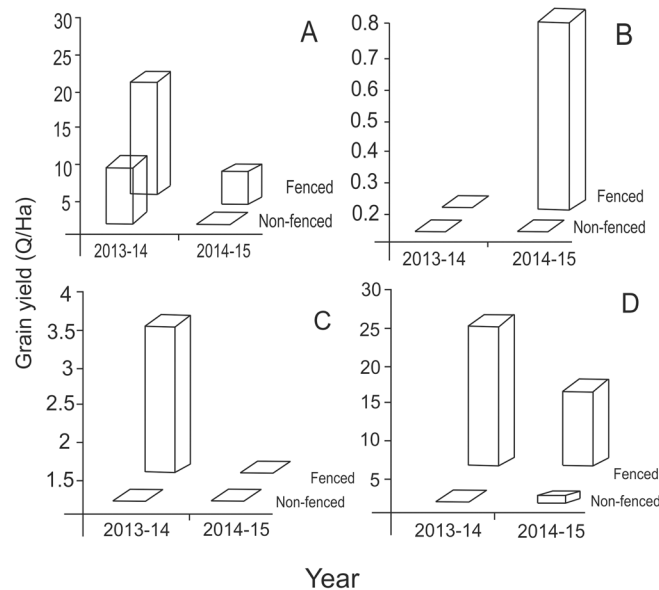 Grain yield (Q/Ha)
A
30
25
20
15
10
5
Fenced
Non-fenced
2013-14 2014-15
B
0.8
0.7
0.6
0.5
0.4
0.3
0.2
Fenced
Non-fenced
2013-14 2014-15
C
4
3.5
3
2.5
2
1.5
Fenced
Non-fenced
2013-14 2014-15
D
30
25
20
15
10
5
Fenced
Non-fenced
2013-14 2014-15
Year